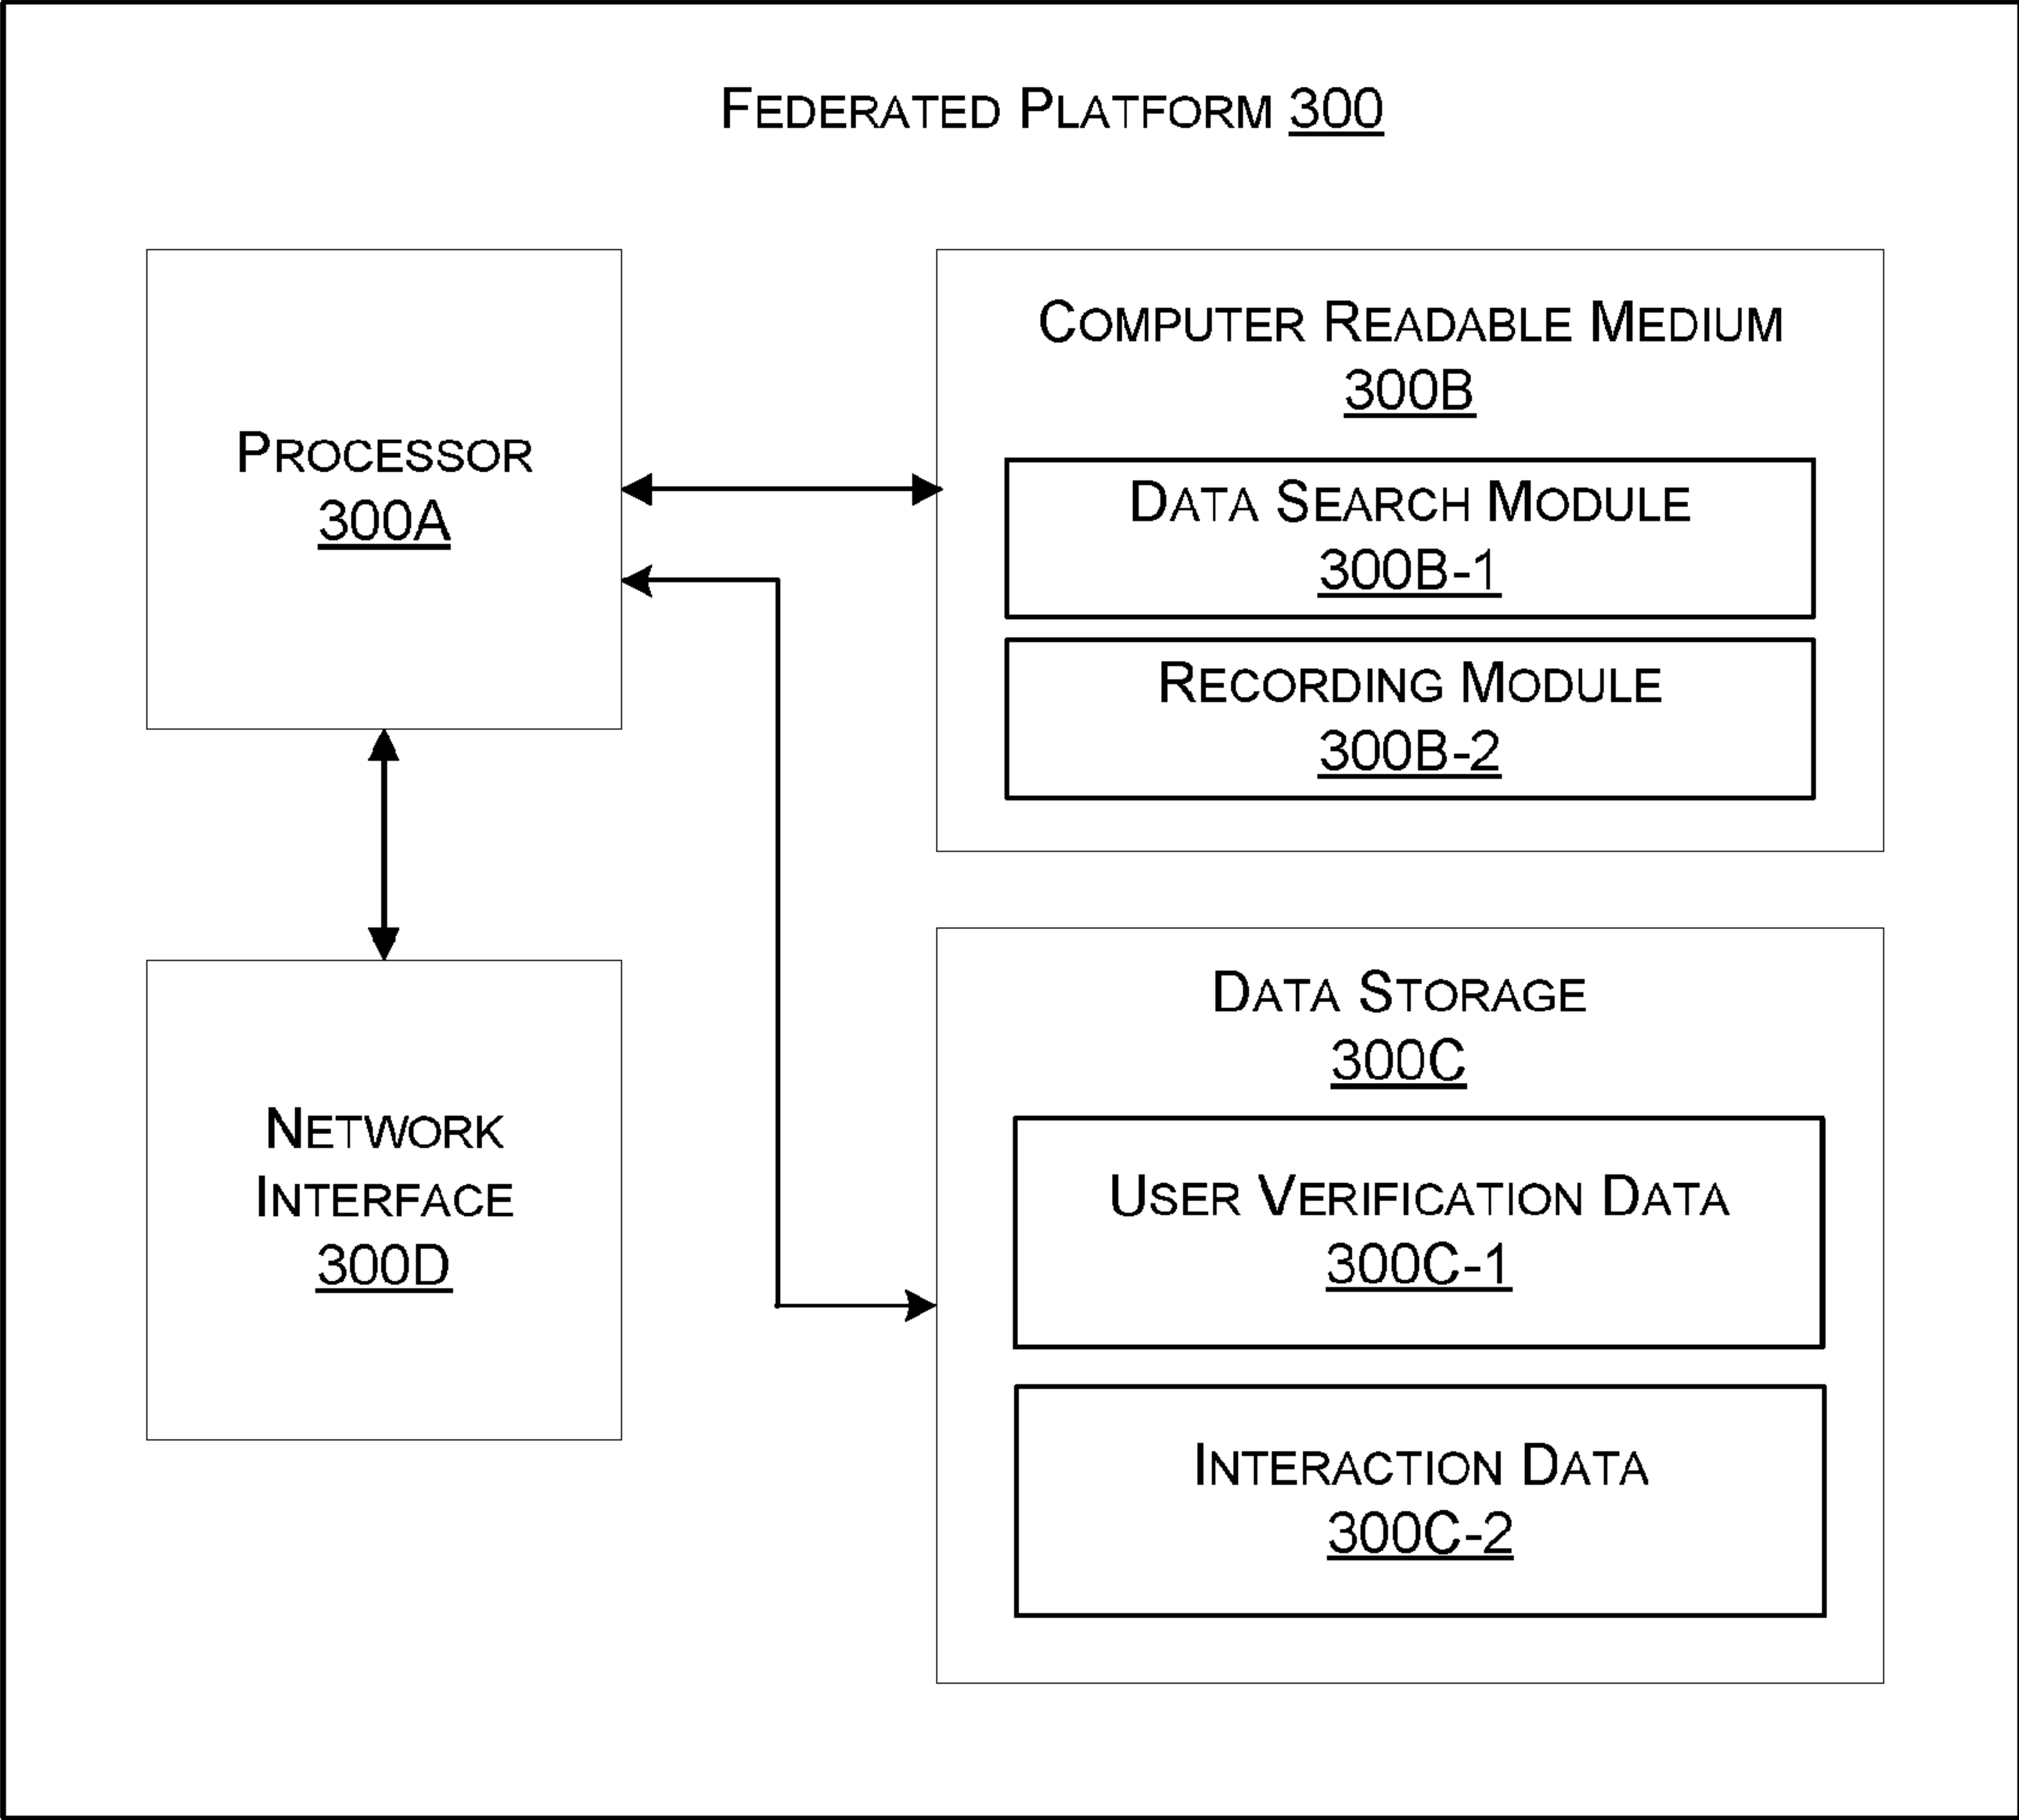 FEDERATED PLATFORM 300
PROCESSOR
300A
COMPUTER READABLE MEDIUM
300B
DATA SEARCH MODULE
300B-1
RECORDING MODULE
300B-2
NETWORK
INTERFACE
300D
DATA STORAGE
300C
USER VERIFICATION DATA
300C-1
INTERACTION DATA
300C-2